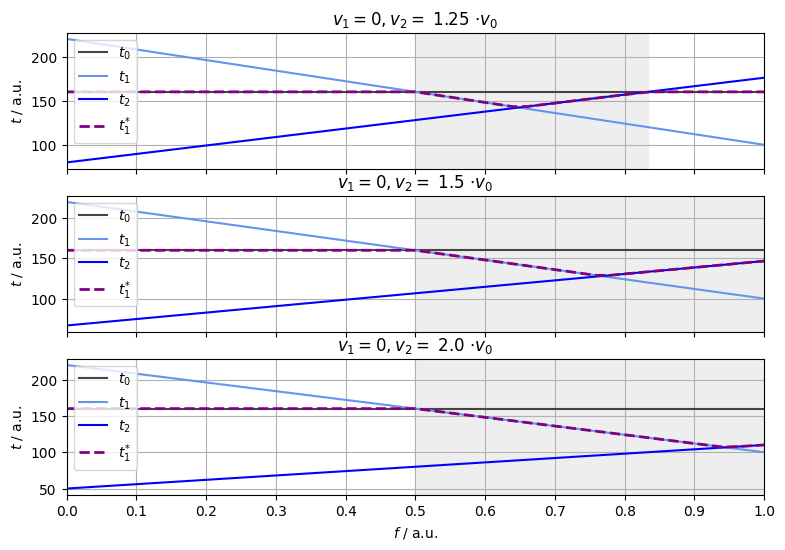 v₁ = 0, v₂ = 1.25 ·v₀
t / a.u.
200
150
100
t₀
t₁
t₂
t₁*
v₁ = 0, v₂ = 1.5 ·v₀
t / a.u.
200
150
100
t₀
t₁
t₂
t₁*
v₁ = 0, v₂ = 2.0 ·v₀
t / a.u.
200
150
100
50
t₀
t₁
t₂
t₁*
0.0 0.1 0.2 0.3 0.4 0.5 0.6 0.7 0.8 0.9 1.0
f / a.u.